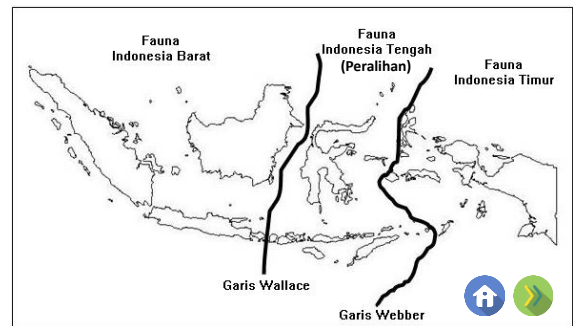 Fauna
Indonesia Barat
Fauna
Indonesia Tengah
(Peralihan)
Fauna
Indonesia Timur
Garis Wallace
Garis Webber